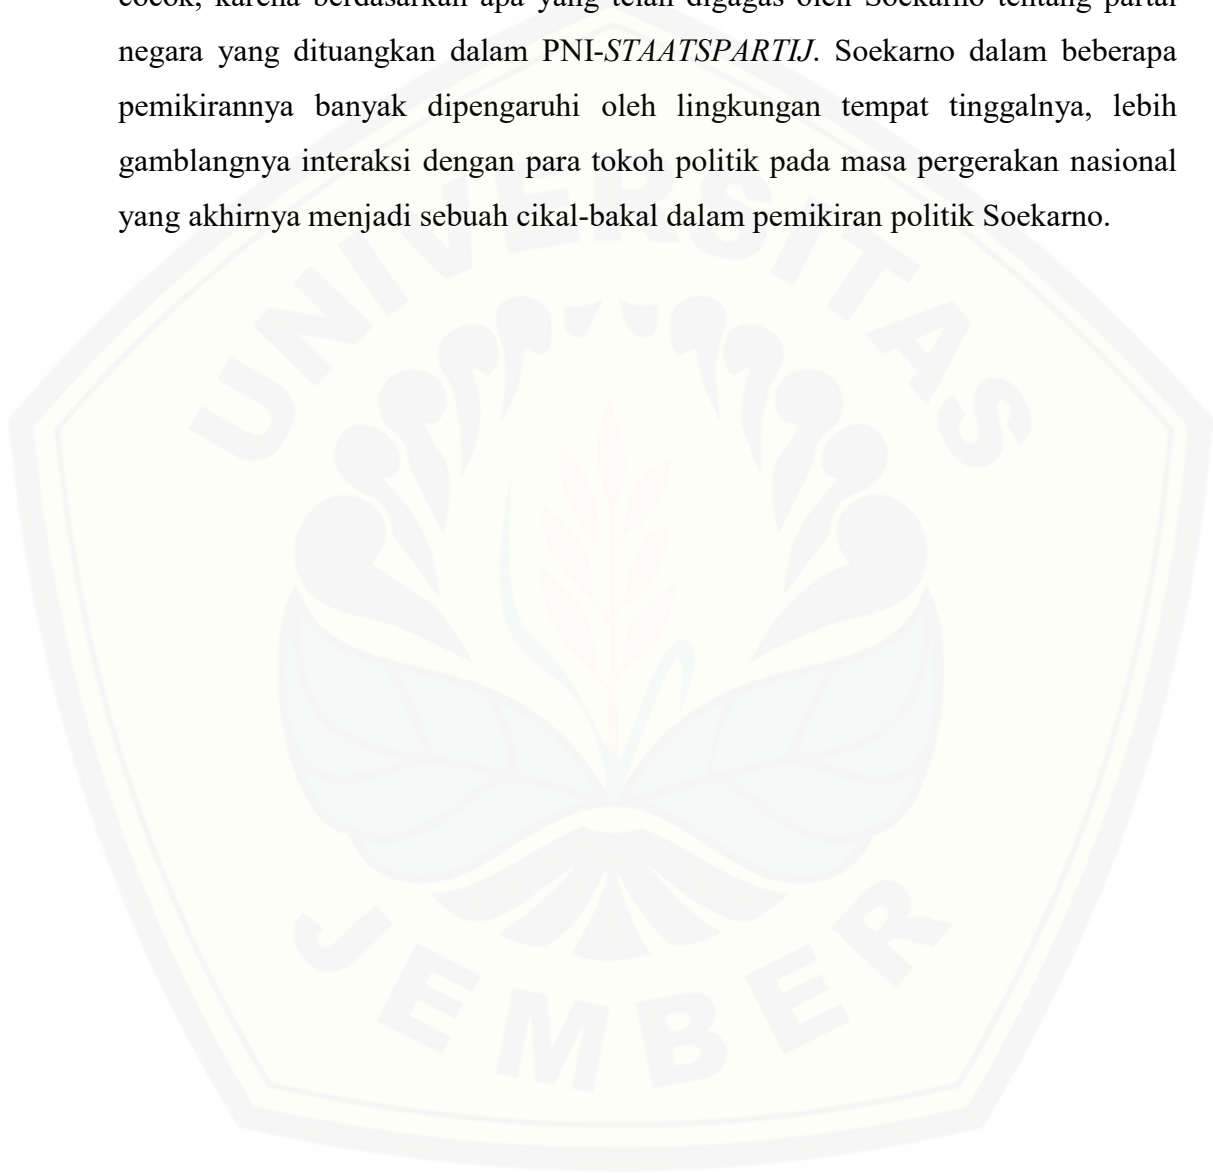 cocok, karena berdasarkan apa yang telah digagas oleh Soekarno tentang partai
negara yang dituangkan dalam PNI-STAATSPARTIJ. Soekarno dalam beberapa
pemikirannya banyak dipengaruhi oleh lingkungan tempat tinggalnya, lebih
gamblangnya interaksi dengan para tokoh politik pada masa pergerakan nasional
yang akhirnya menjadi sebuah cikal-bakal dalam pemikiran politik Soekarno.
UNIVERSITAS
JEMBER